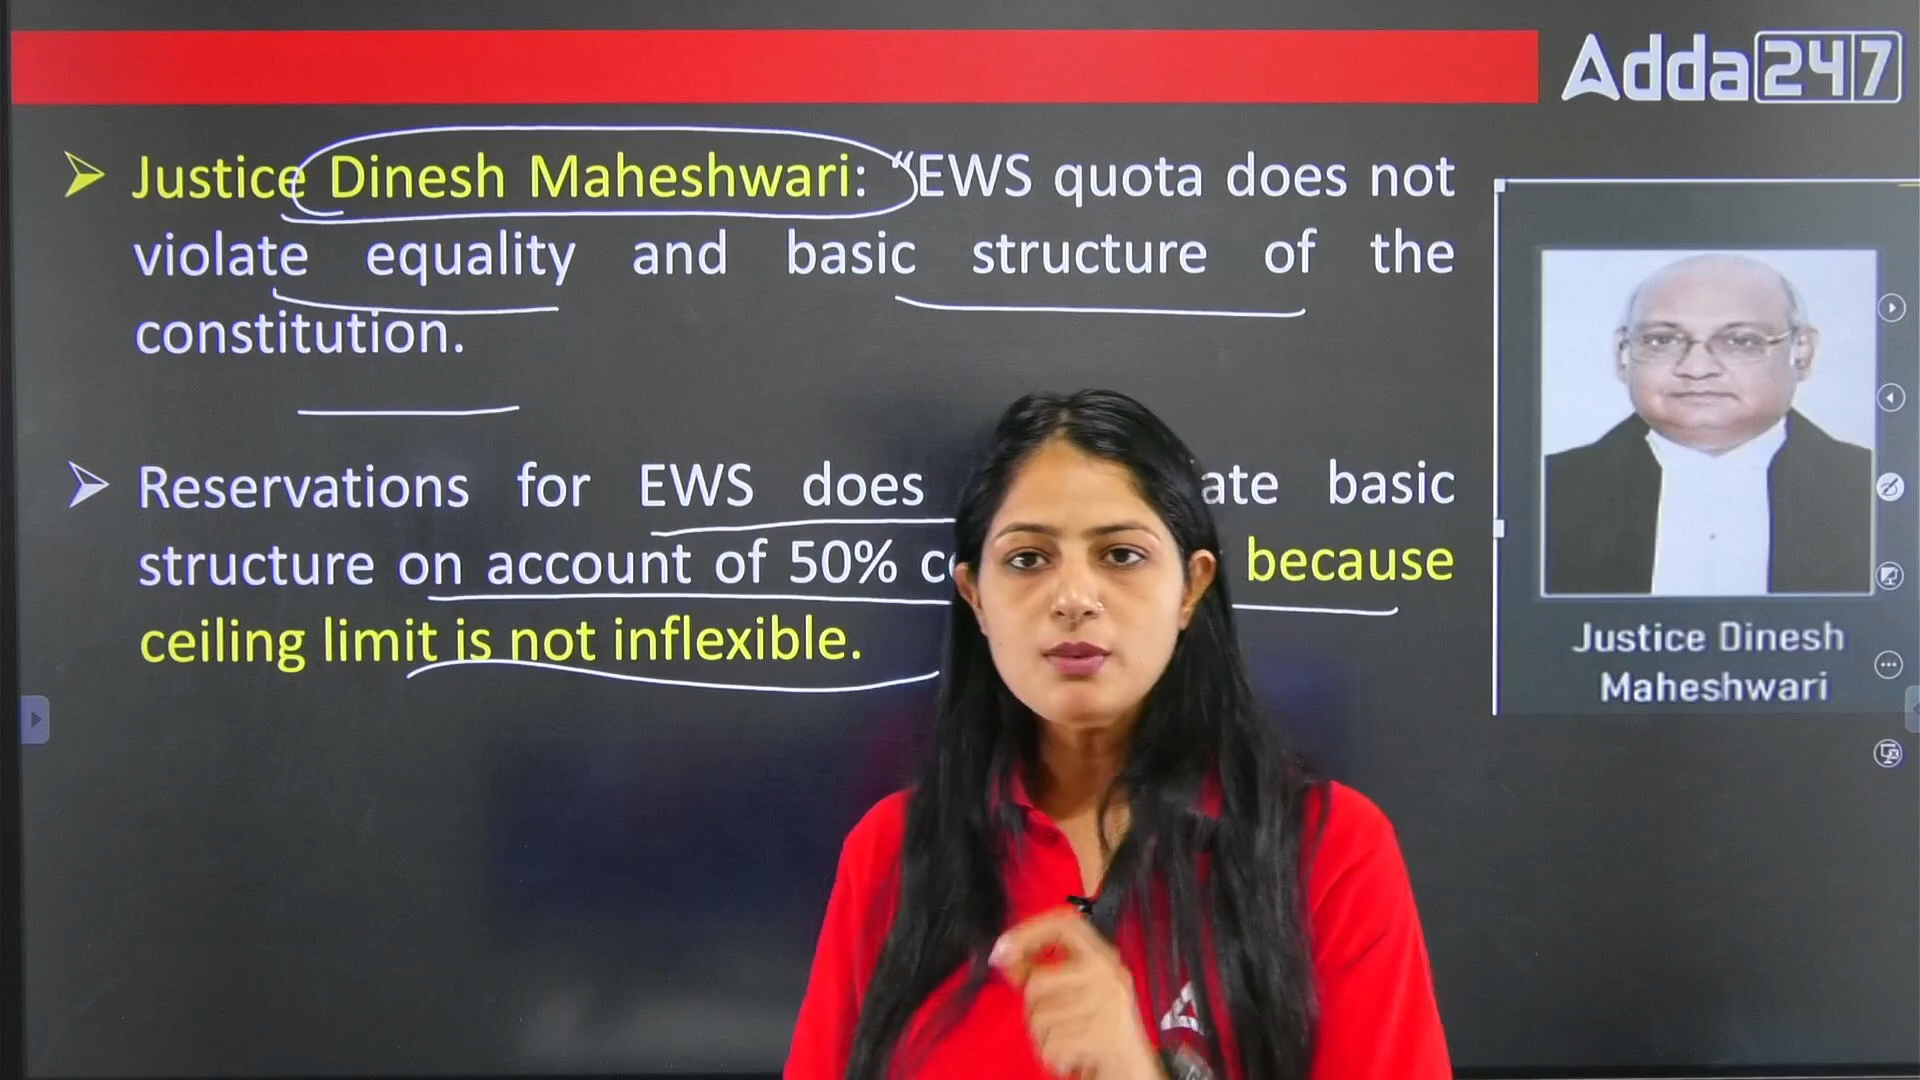 Adda247
Justice Dinesh Maheshwari: “EWS quota does not
violate equality and basic structure of the
constitution.
Reservations for EWS does ate basic
structure on account of 50% because
ceiling limit is not inflexible.
Justice Dinesh
Maheshwari